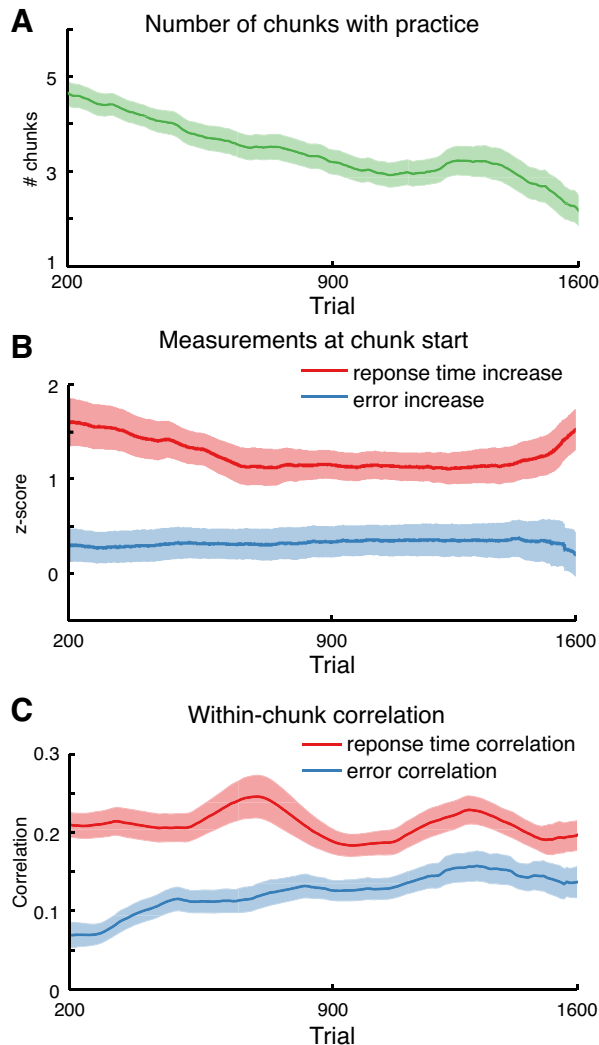 A
Number of chunks with practice
# chunks
5
3
1
200
900
1600
Trial
B
Measurements at chunk start
reponse time increase
error increase
z-score
2
1
0
200
900
1600
Trial
C
Within-chunk correlation
reponse time correlation
error correlation
Correlation
0.3
0.2
0.1
0
200
900
1600
Trial